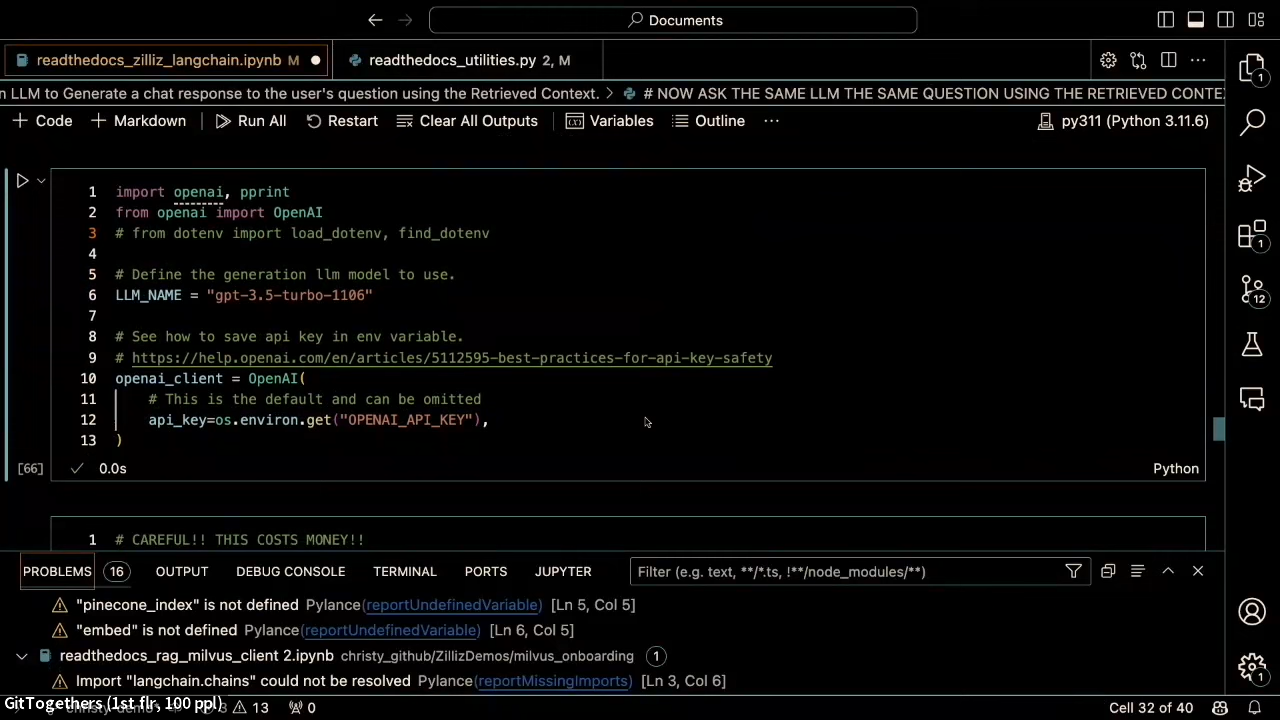 Documents
readthedocs_zilliz_langchain.ipynb M
readthedocs_utilities.py 2, M
n LLM to Generate a chat response to the user's question using the Retrieved Context. > # NOW ASK THE SAME LLM THE SAME QUESTION USING THE RETRIEVED CONTE
+ Code + Markdown Run All Restart Clear All Outputs Variables Outline ... py311 (Python 3.11.6)
1 import openai, pprint
2 from openai import OpenAI
3 # from dotenv import load_dotenv, find_dotenv
4
5 # Define the generation llm model to use.
6 LLM_NAME = "gpt-3.5-turbo-1106"
7
8 # See how to save api key in env variable.
9 # https://help.openai.com/en/articles/5112595-best-practices-for-api-key-safety
10 openai_client = OpenAI(
11 # This is the default and can be omitted
12 api_key=os.environ.get("OPENAI_API_KEY"),
13 )
[66] 0.0s Python
1 # CAREFUL!! THIS COSTS MONEY!!
PROBLEMS 16 OUTPUT DEBUG CONSOLE TERMINAL PORTS JUPYTER Filter (e.g. text, **/*.ts, !**/node_modules/**)
"pinecone_index" is not defined Pylance(reportUndefinedVariable) [Ln 5, Col 5]
"embed" is not defined Pylance(reportUndefinedVariable) [Ln 6, Col 5]
readthedocs_rag_milvus_client 2.ipynb christy_github/ZillizDemos/milvus_onboarding 1
Import "langchain.chains" could not be resolved Pylance(reportMissingImports) [Ln 3, Col 6]
GitTogethers (1st flr, 100 ppl)
13 0 Cell 32 of 40
1
1
12
1